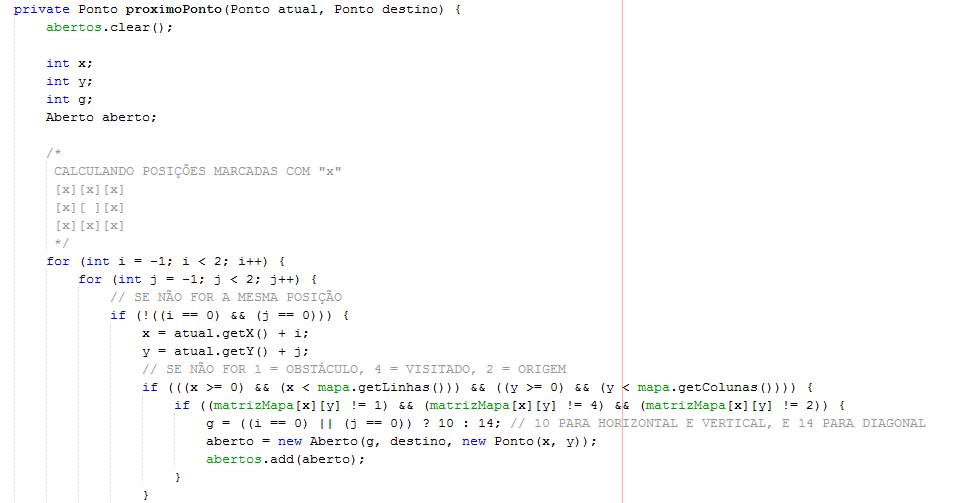 private Ponto proximoPonto(Ponto atual, Ponto destino) {
abertos.clear();
int x;
int y;
int g;
Aberto aberto;
/*
CALCULANDO POSIÇÕES MARCADAS COM "x"
[x][x][x]
[x][ ][x]
[x][x][x]
*/
for (int i = -1; i < 2; i++) {
for (int j = -1; j < 2; j++) {
// SE NÃO FOR A MESMA POSIÇÃO
if (!((i == 0) && (j == 0))) {
x = atual.getX() + i;
y = atual.getY() + j;
// SE NÃO FOR 1 = OBSTÁCULO, 4 = VISITADO, 2 = ORIGEM
if (((x >= 0) && (x < mapa.getLinhas())) && ((y >= 0) && (y < mapa.getColunas()))) {
if ((matrizMapa[x][y] != 1) && (matrizMapa[x][y] != 4) && (matrizMapa[x][y] != 2)) {
g = ((i == 0) || (j == 0)) ? 10 : 14; // 10 PARA HORIZONTAL E VERTICAL, E 14 PARA DIAGONAL
aberto = new Aberto(g, destino, new Ponto(x, y));
abertos.add(aberto);
}
}